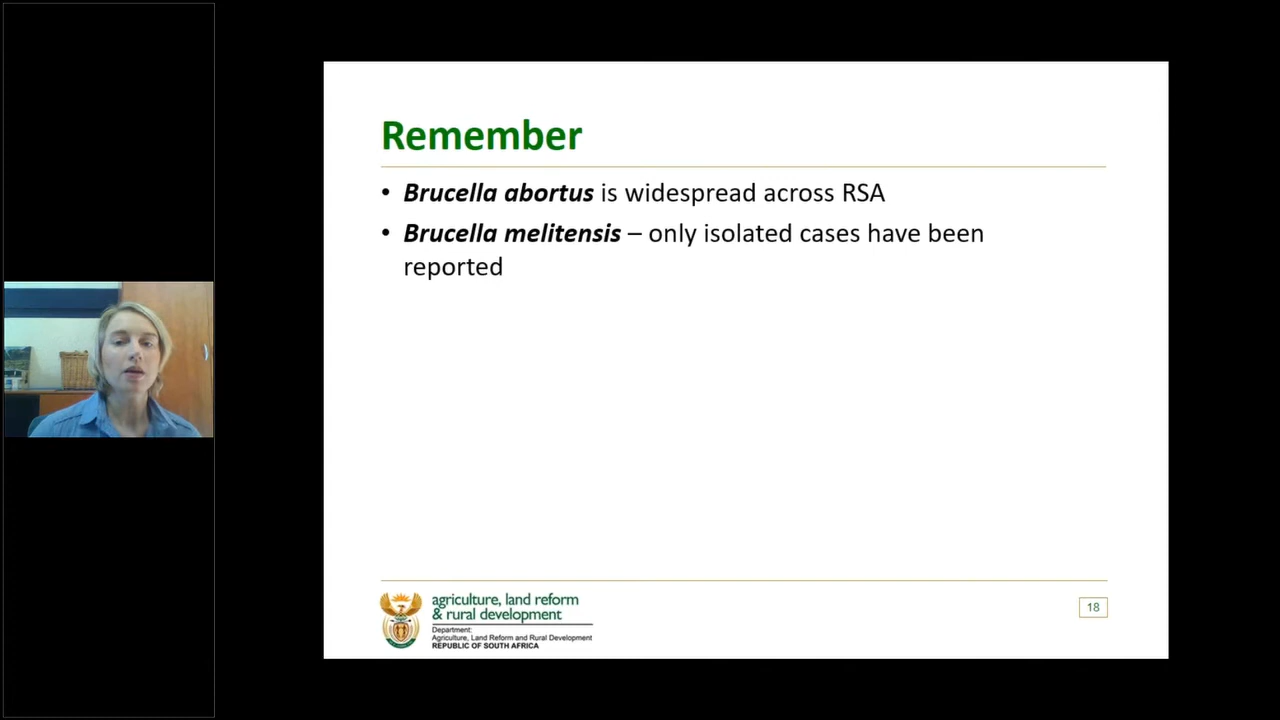 Remember
• Brucella abortus is widespread across RSA
• Brucella melitensis – only isolated cases have been
reported
agriculture, land reform
& rural development
Department:
Agriculture, Land Reform and Rural Development
REPUBLIC OF SOUTH AFRICA
18